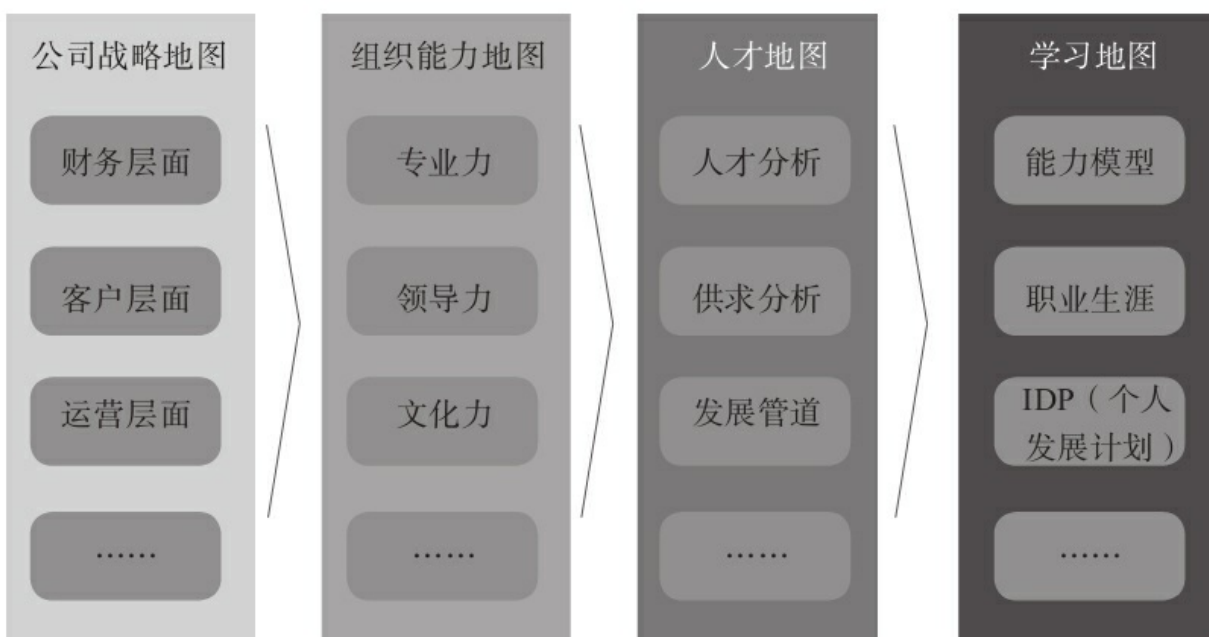 公司战略地图
财务层面
客户层面
运营层面
……
组织能力地图
专业力
领导力
文化力
……
人才地图
人才分析
供求分析
发展管道
……
学习地图
能力模型
职业生涯
IDP（个人
发展计划）
……